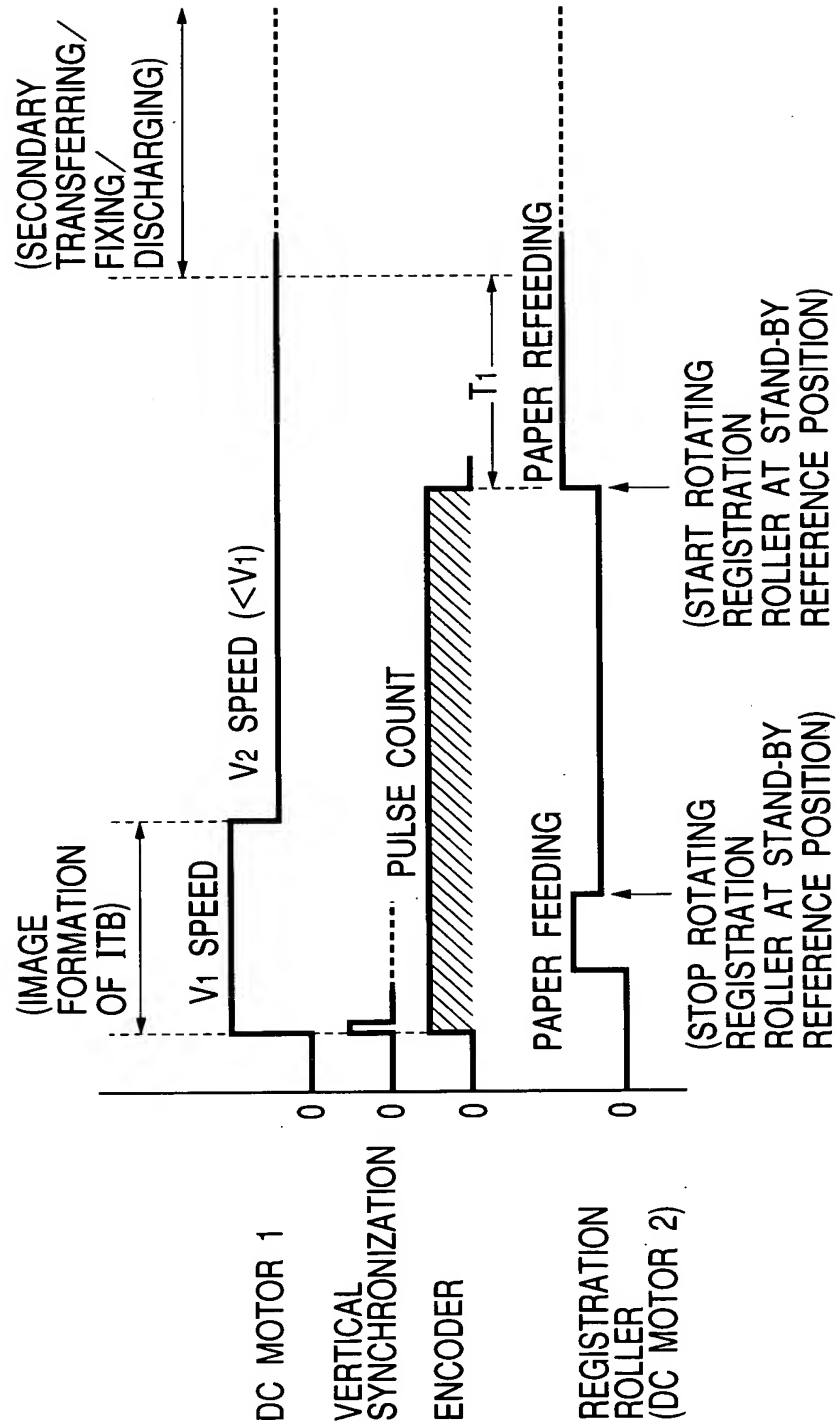 (IMAGE
FORMATION
OF ITB)
(SECONDARY
TRANSFERRING/
FIXING/
DISCHARGING)
DC MOTOR 1
0
V1 SPEED
V2 SPEED (<V1)
VERTICAL
SYNCHRONIZATION
0
PULSE COUNT
ENCODER
0
T1
PAPER FEEDING
PAPER REFEEDING
REGISTRATION
ROLLER
(DC MOTOR 2)
0
(STOP ROTATING
REGISTRATION
ROLLER AT STAND-BY
REFERENCE POSITION)
(START ROTATING
REGISTRATION
ROLLER AT STAND-BY
REFERENCE POSITION)